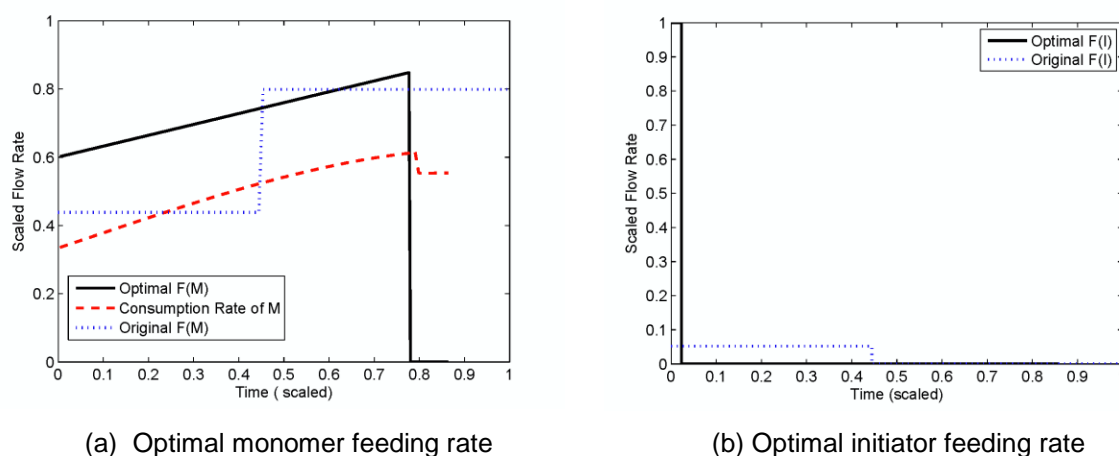 1
0.8
0.6
0.4
0.2
0
Scaled Flow Rate
Optimal F(M)
Consumption Rate of M
Original F(M)
0 0.1 0.2 0.3 0.4 0.5 0.6 0.7 0.8 0.9 1
Time ( scaled)
(a) Optimal monomer feeding rate
1
0.9
0.8
0.7
0.6
0.5
0.4
0.3
0.2
0.1
0
Scaled Flow Rate
Optimal F(I)
Original F(I)
0 0.1 0.2 0.3 0.4 0.5 0.6 0.7 0.8 0.9
Time (scaled)
(b) Optimal initiator feeding rate